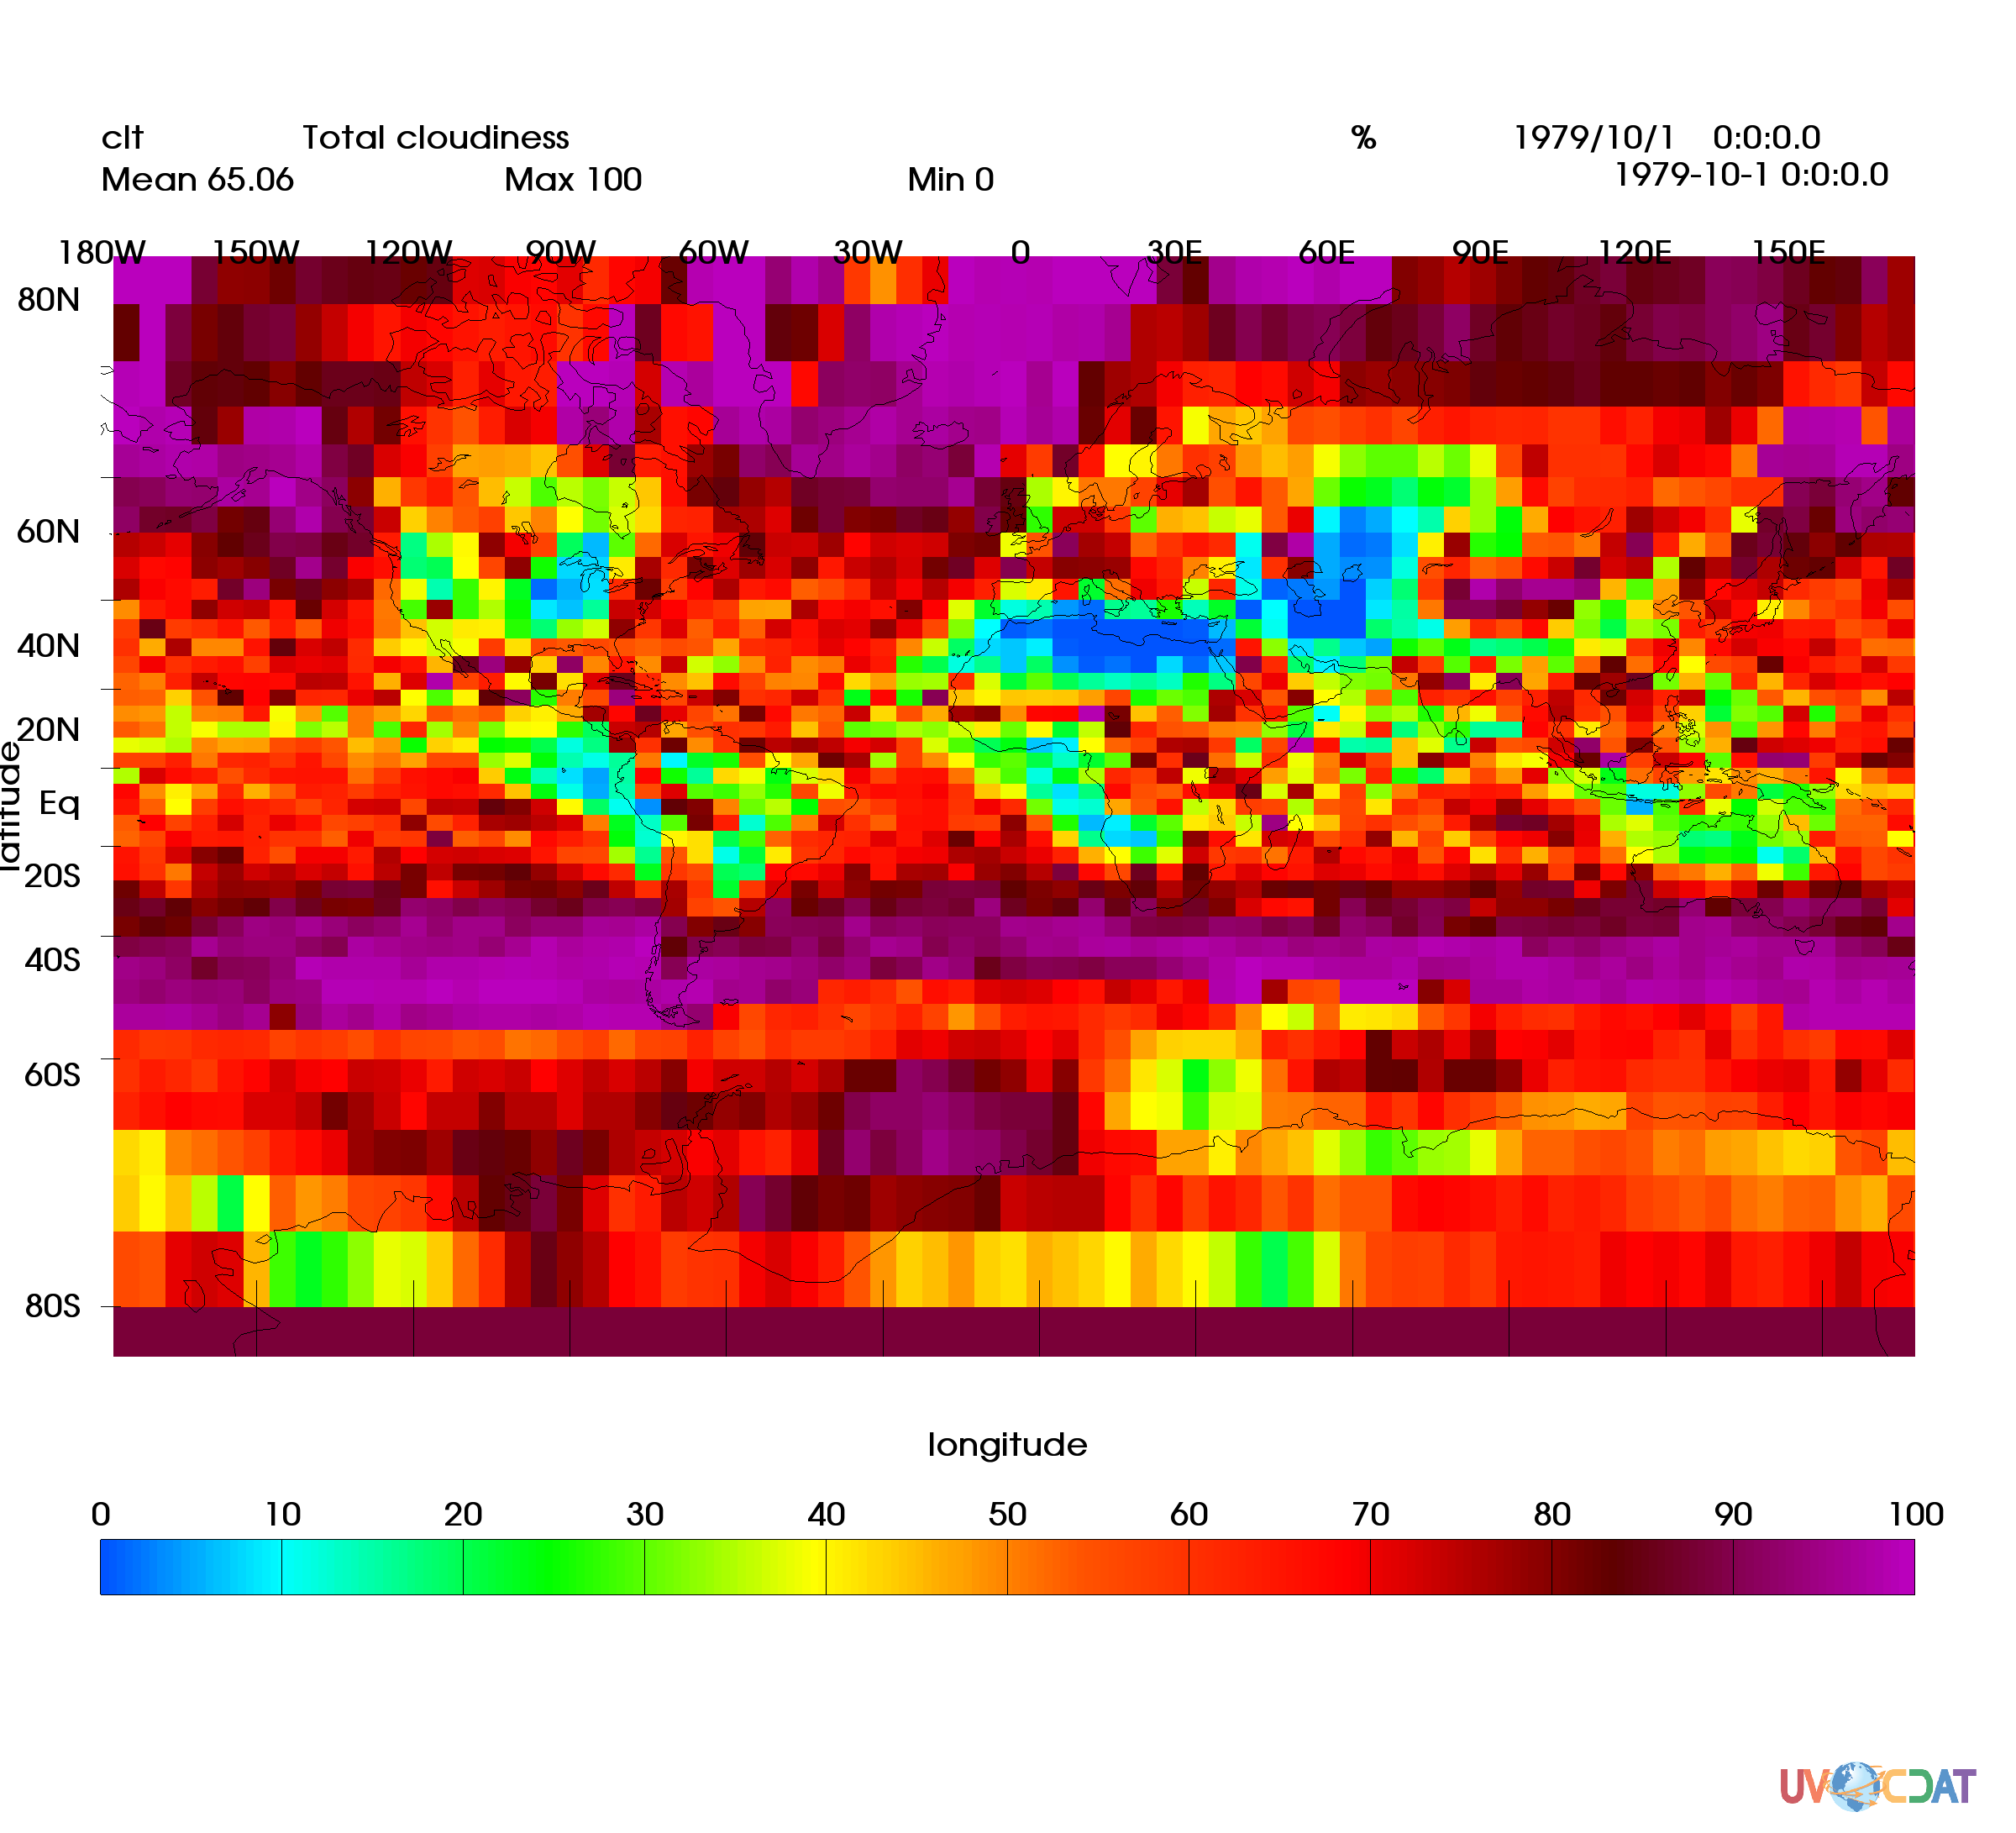 clt Total cloudiness % 1979/10/1 0:0:0.0
Mean 65.06 Max 100 Min 0 1979-10-1 0:0:0.0
180W 150W 120W 90W 60W 30W 0 30E 60E 90E 120E 150E
80N
60N
40N
20N
latitude
Eq
20S
40S
60S
80S
longitude
0 10 20 30 40 50 60 70 80 90 100
UV CDAT